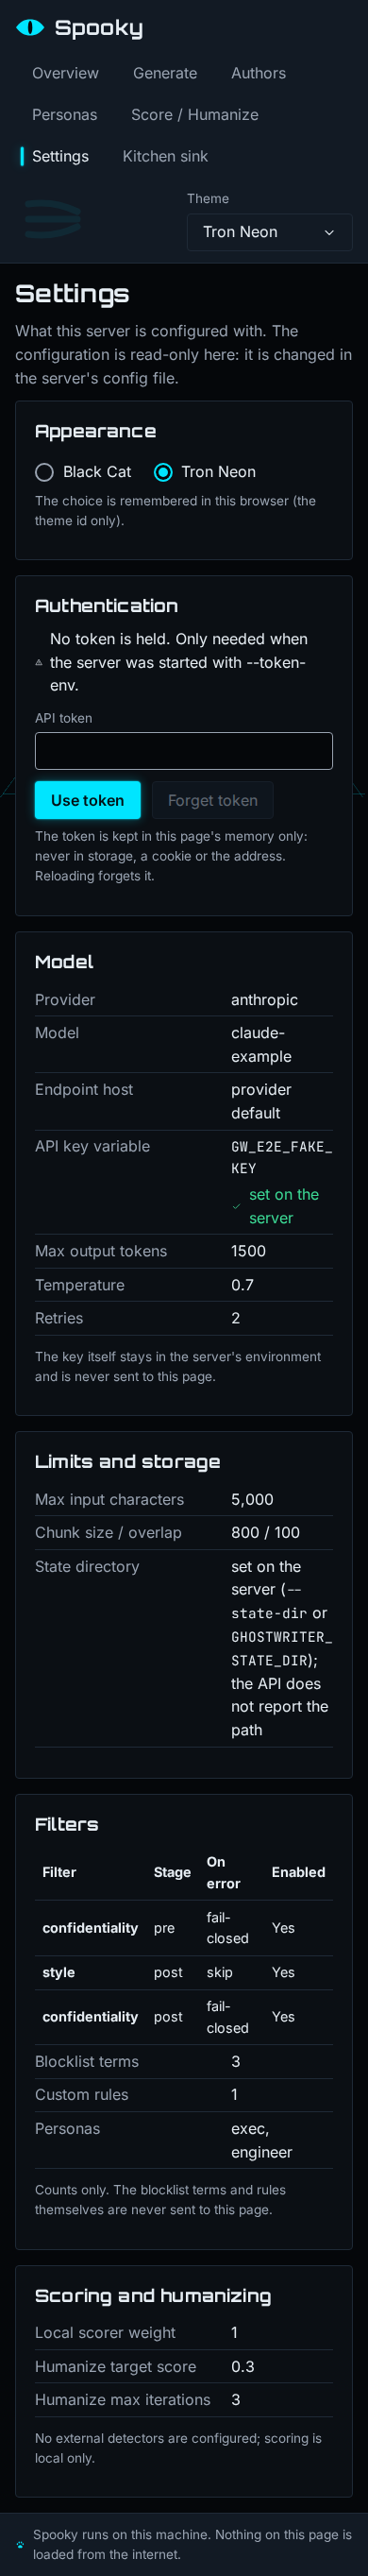 Spooky
Overview Generate Authors
Personas Score / Humanize
Settings Kitchen sink
Theme
Tron Neon
Settings
What this server is configured with. The
configuration is read-only here: it is changed in
the server's config file.
Appearance
Black Cat Tron Neon
The choice is remembered in this browser (the
theme id only).
Authentication
No token is held. Only needed when
the server was started with --token-
env.
API token
Use token Forget token
The token is kept in this page's memory only:
never in storage, a cookie or the address.
Reloading forgets it.
Model
Provider anthropic
Model claude-
example
Endpoint host provider
default
API key variable GW_E2E_FAKE_
KEY
set on the
server
Max output tokens 1500
Temperature 0.7
Retries 2
The key itself stays in the server's environment
and is never sent to this page.
Limits and storage
Max input characters 5,000
Chunk size / overlap 800 / 100
State directory set on the
server (--
state-dir or
GHOSTWRITER_
STATE_DIR);
the API does
not report the
path
Filters
Filter Stage On
error Enabled
confidentiality pre fail-
closed Yes
style post skip Yes
confidentiality post fail-
closed Yes
Blocklist terms 3
Custom rules 1
Personas exec,
engineer
Counts only. The blocklist terms and rules
themselves are never sent to this page.
Scoring and humanizing
Local scorer weight 1
Humanize target score 0.3
Humanize max iterations 3
No external detectors are configured; scoring is
local only.
Spooky runs on this machine. Nothing on this page is
loaded from the internet.